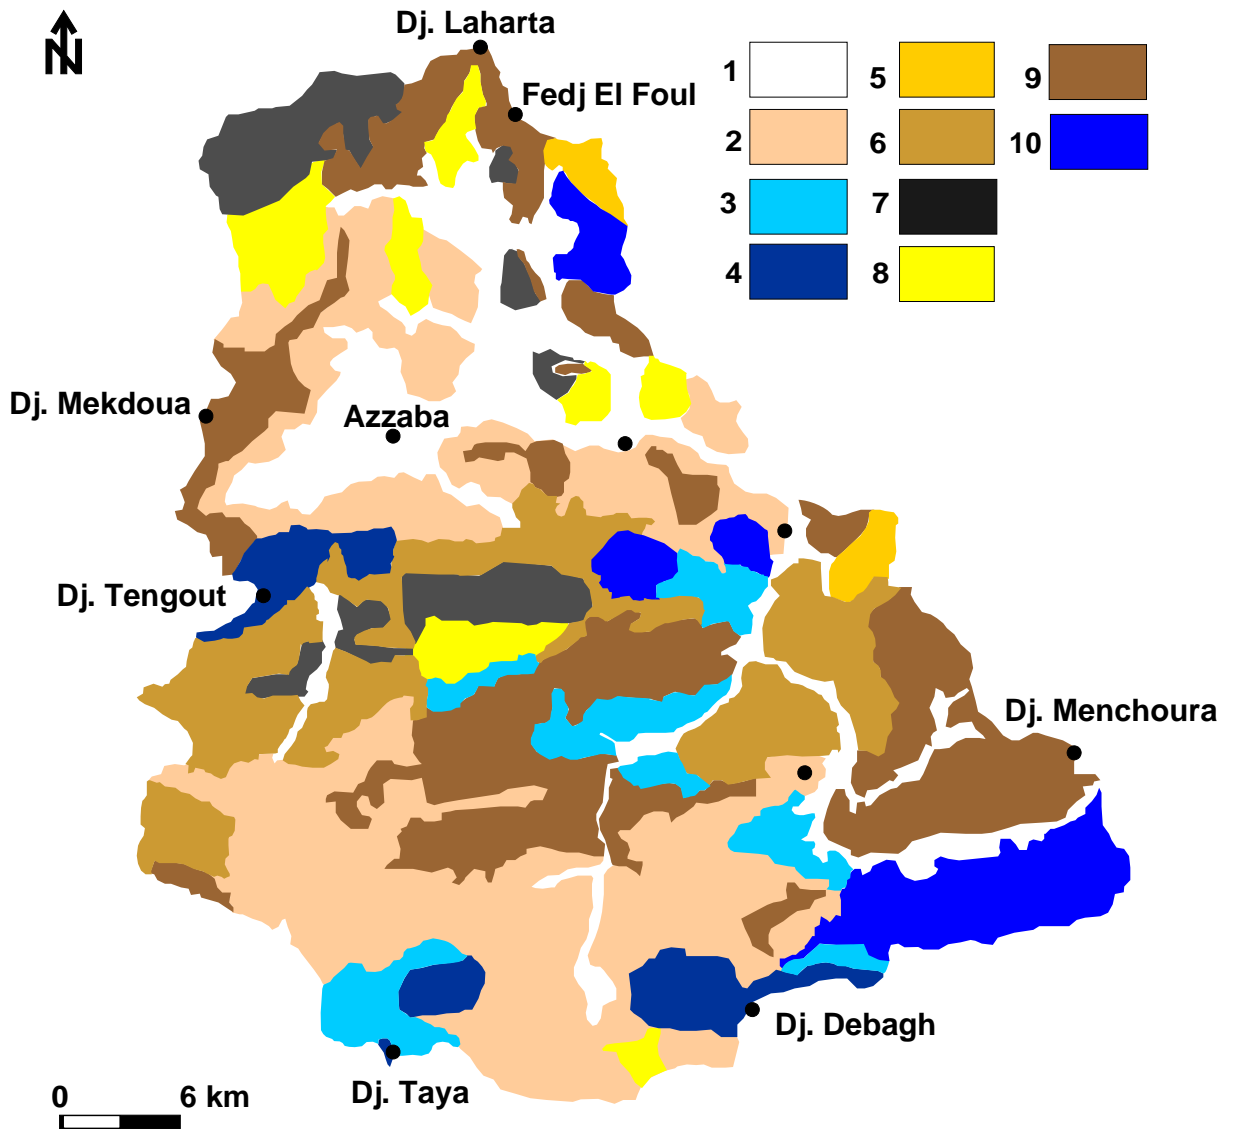 N
Dj. Laharta
Fedj El Foul
1
2
3
4
5
6
7
8
9
10
Dj. Mekdoua
Azzaba
Dj. Tengout
Dj. Menchoura
Dj. Debagh
Dj. Taya
0 6 km